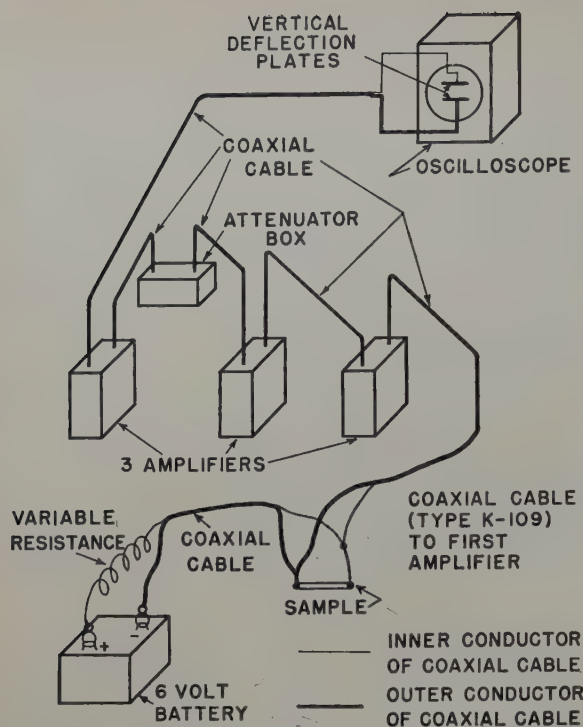 VERTICAL
DEFLECTION
PLATES
OSCILLOSCOPE
COAXIAL
CABLE
ATTENUATOR
BOX
3 AMPLIFIERS
COAXIAL CABLE
(TYPE K-109)
TO FIRST
AMPLIFIER
VARIABLE
RESISTANCE
COAXIAL
CABLE
SAMPLE
+
-
6 VOLT
BATTERY
INNER CONDUCTOR
OF COAXIAL CABLE
OUTER CONDUCTOR
OF COAXIAL CABLE